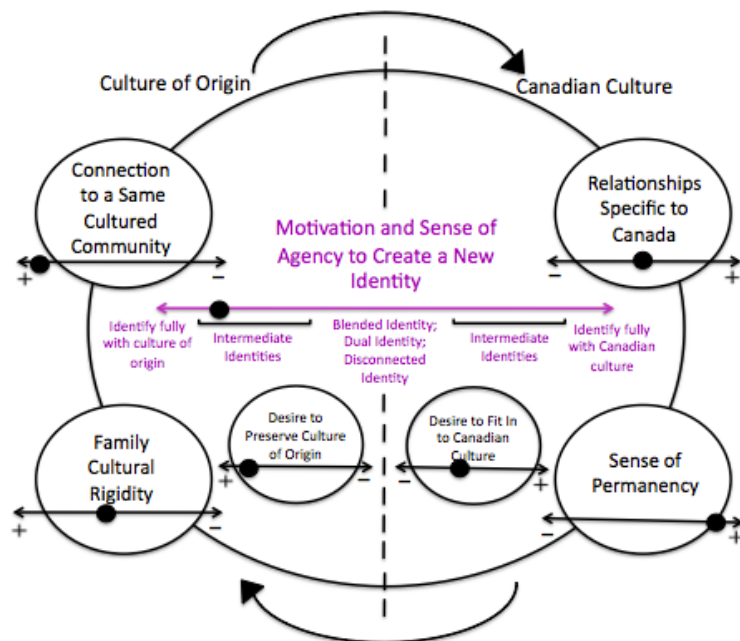 Culture of Origin
Canadian Culture
Connection
to a Same
Cultured
Community
+
–
Relationships
Specific to
Canada
–
+
Motivation and Sense of
Agency to Create a New
Identity
Identify fully
with culture of
origin
Intermediate
Identities
Blended Identity;
Dual Identity;
Disconnected
Identity
Intermediate
Identities
Identify fully
with Canadian
culture
Family
Cultural
Rigidity
+
–
Desire to
Preserve Culture
of Origin
+
–
Desire to Fit In
to Canadian
Culture
–
+
Sense of
Permanency
–
+